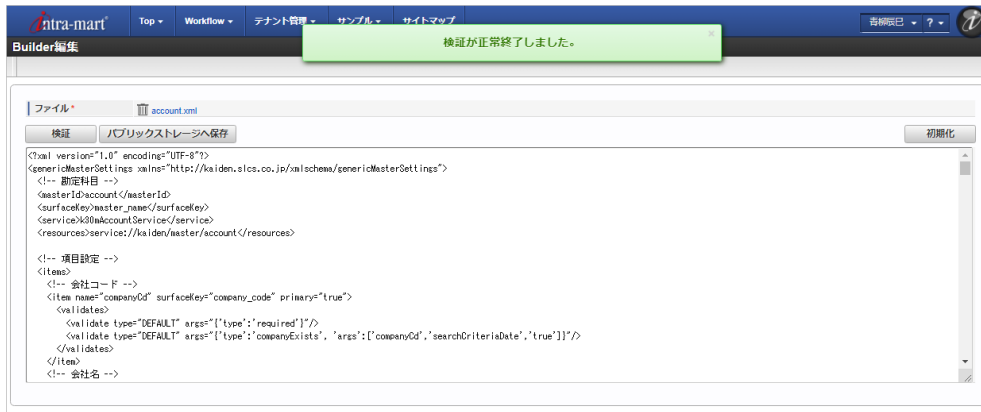 intra-mart
Top Workflow テナント管理 サンプル サイトマップ
青柳辰巳 ?
Builder編集
検証が正常終了しました。
×
ファイル* account.xml
検証 パブリックストレージへ保存 初期化
<?xml version="1.0" encoding="UTF-8"?>
<genericMasterSettings xmlns="http://kaiden.slcs.co.jp/xmlschema/genericMasterSettings">
<!-- 勘定科目 -->
<masterId>account</masterId>
<surfaceKey>master_name</surfaceKey>
<service>k30mAccountService</service>
<resources>service://kaiden/master/account</resources>
<!-- 項目設定 -->
<items>
<!-- 会社コード -->
<item name="companyCd" surfaceKey="company_code" primary="true">
<validates>
<validate type="DEFAULT" args="{'type':'required'}"/>
<validate type="DEFAULT" args="{'type':'companyExists', 'args':['companyCd','searchCriteriaDate','true']}"/>
</validates>
</item>
<!-- 会社名 -->